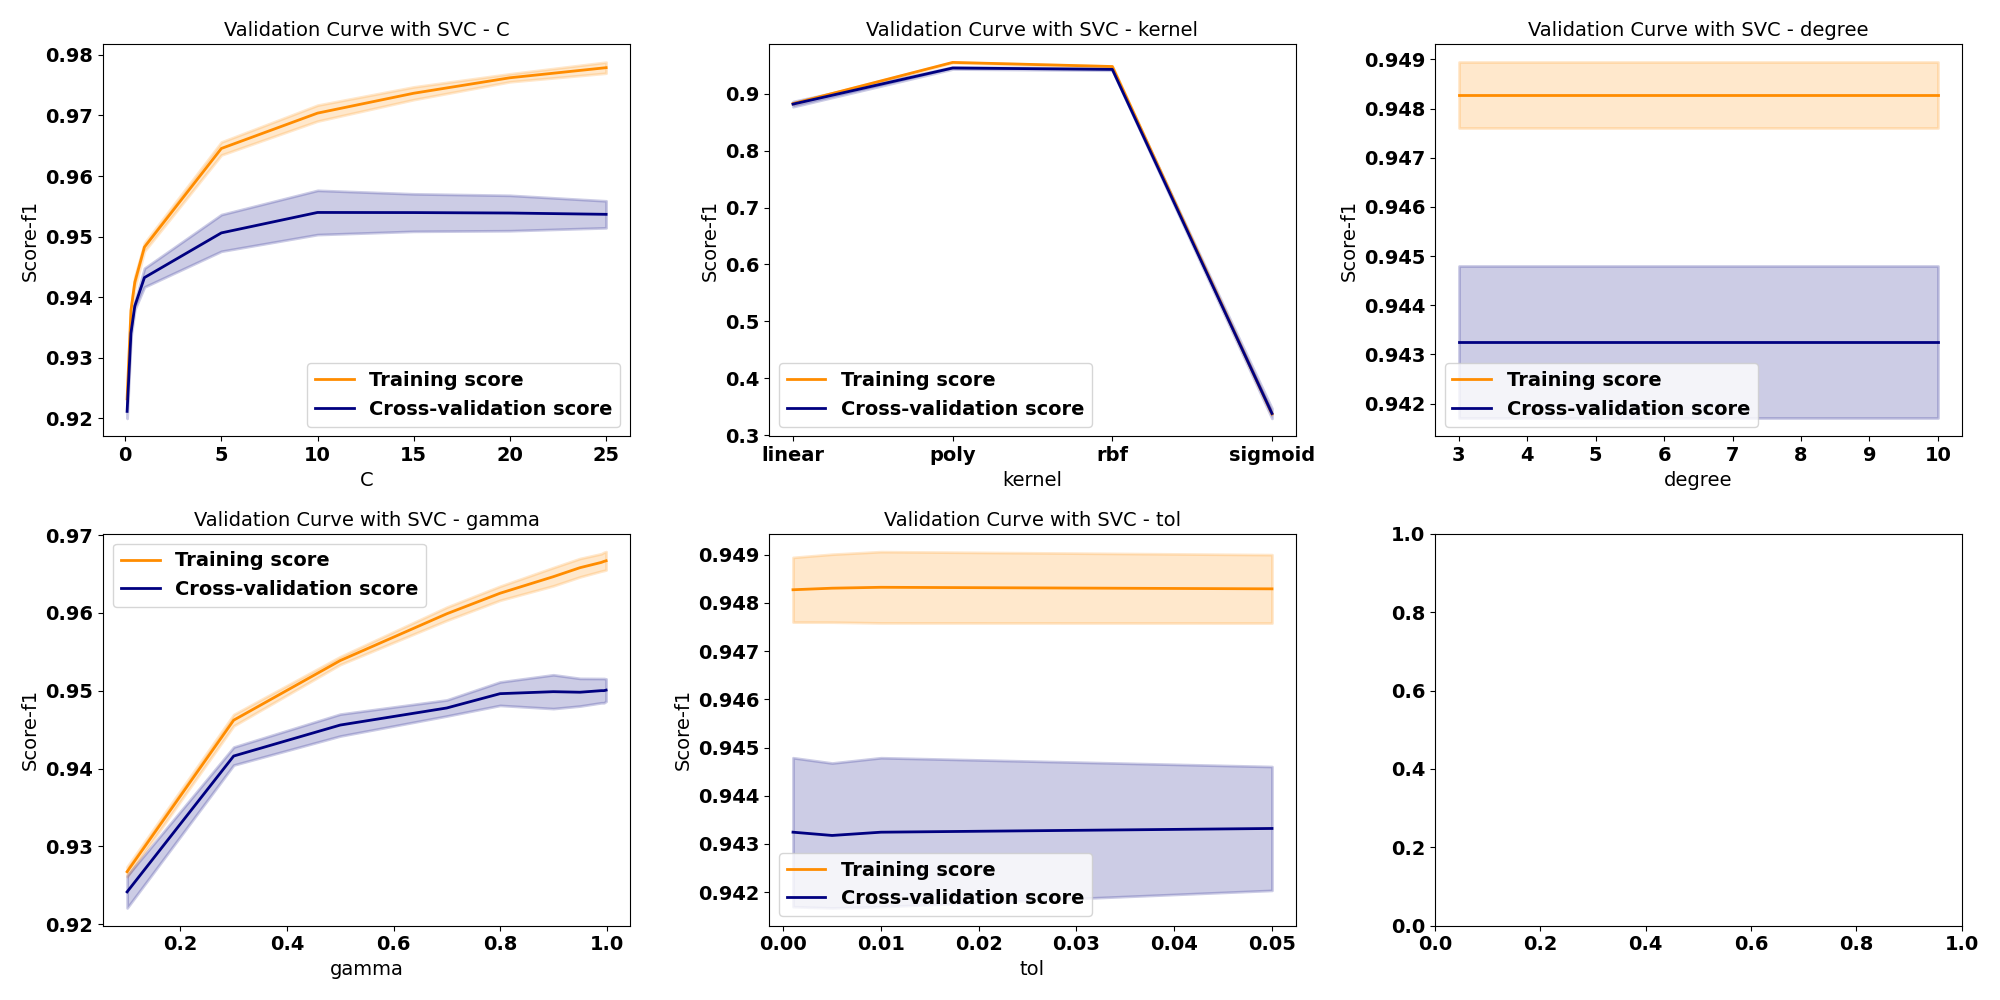 Validation Curve with SVC - C
Score-f1
0.98
0.97
0.96
0.95
0.94
0.93
0.92
Training score
Cross-validation score
0 5 10 15 20 25
C
Validation Curve with SVC - kernel
Score-f1
0.9
0.8
0.7
0.6
0.5
0.4
0.3
Training score
Cross-validation score
linear poly rbf sigmoid
kernel
Validation Curve with SVC - degree
Score-f1
0.949
0.948
0.947
0.946
0.945
0.944
0.943
0.942
Training score
Cross-validation score
3 4 5 6 7 8 9 10
degree
Validation Curve with SVC - gamma
Score-f1
0.97
0.96
0.95
0.94
0.93
0.92
Training score
Cross-validation score
0.2 0.4 0.6 0.8 1.0
gamma
Validation Curve with SVC - tol
Score-f1
0.949
0.948
0.947
0.946
0.945
0.944
0.943
0.942
Training score
Cross-validation score
0.00 0.01 0.02 0.03 0.04 0.05
tol
1.0
0.8
0.6
0.4
0.2
0.0
0.0 0.2 0.4 0.6 0.8 1.0